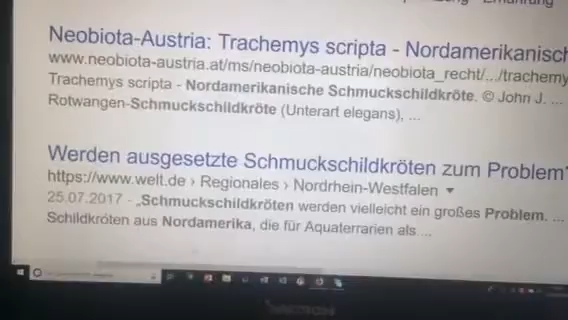 Neobiota-Austria: Trachemys scripta - Nordamerikanisch
www.neobiota-austria.at/ms/neobiota-austria/neobiota_recht/.../trachemy
Trachemys scripta - Nordamerikanische Schmuckschildkröte. © John J. ...
Rotwangen-Schmuckschildkröte (Unterart elegans), ...
Werden ausgesetzte Schmuckschildkröten zum Problem?
https://www.welt.de › Regionales › Nordrhein-Westfalen
25.07.2017 - „Schmuckschildkröten werden vielleicht ein großes Problem. ...
Schildkröten aus Nordamerika, die für Aquaterrarien als ...